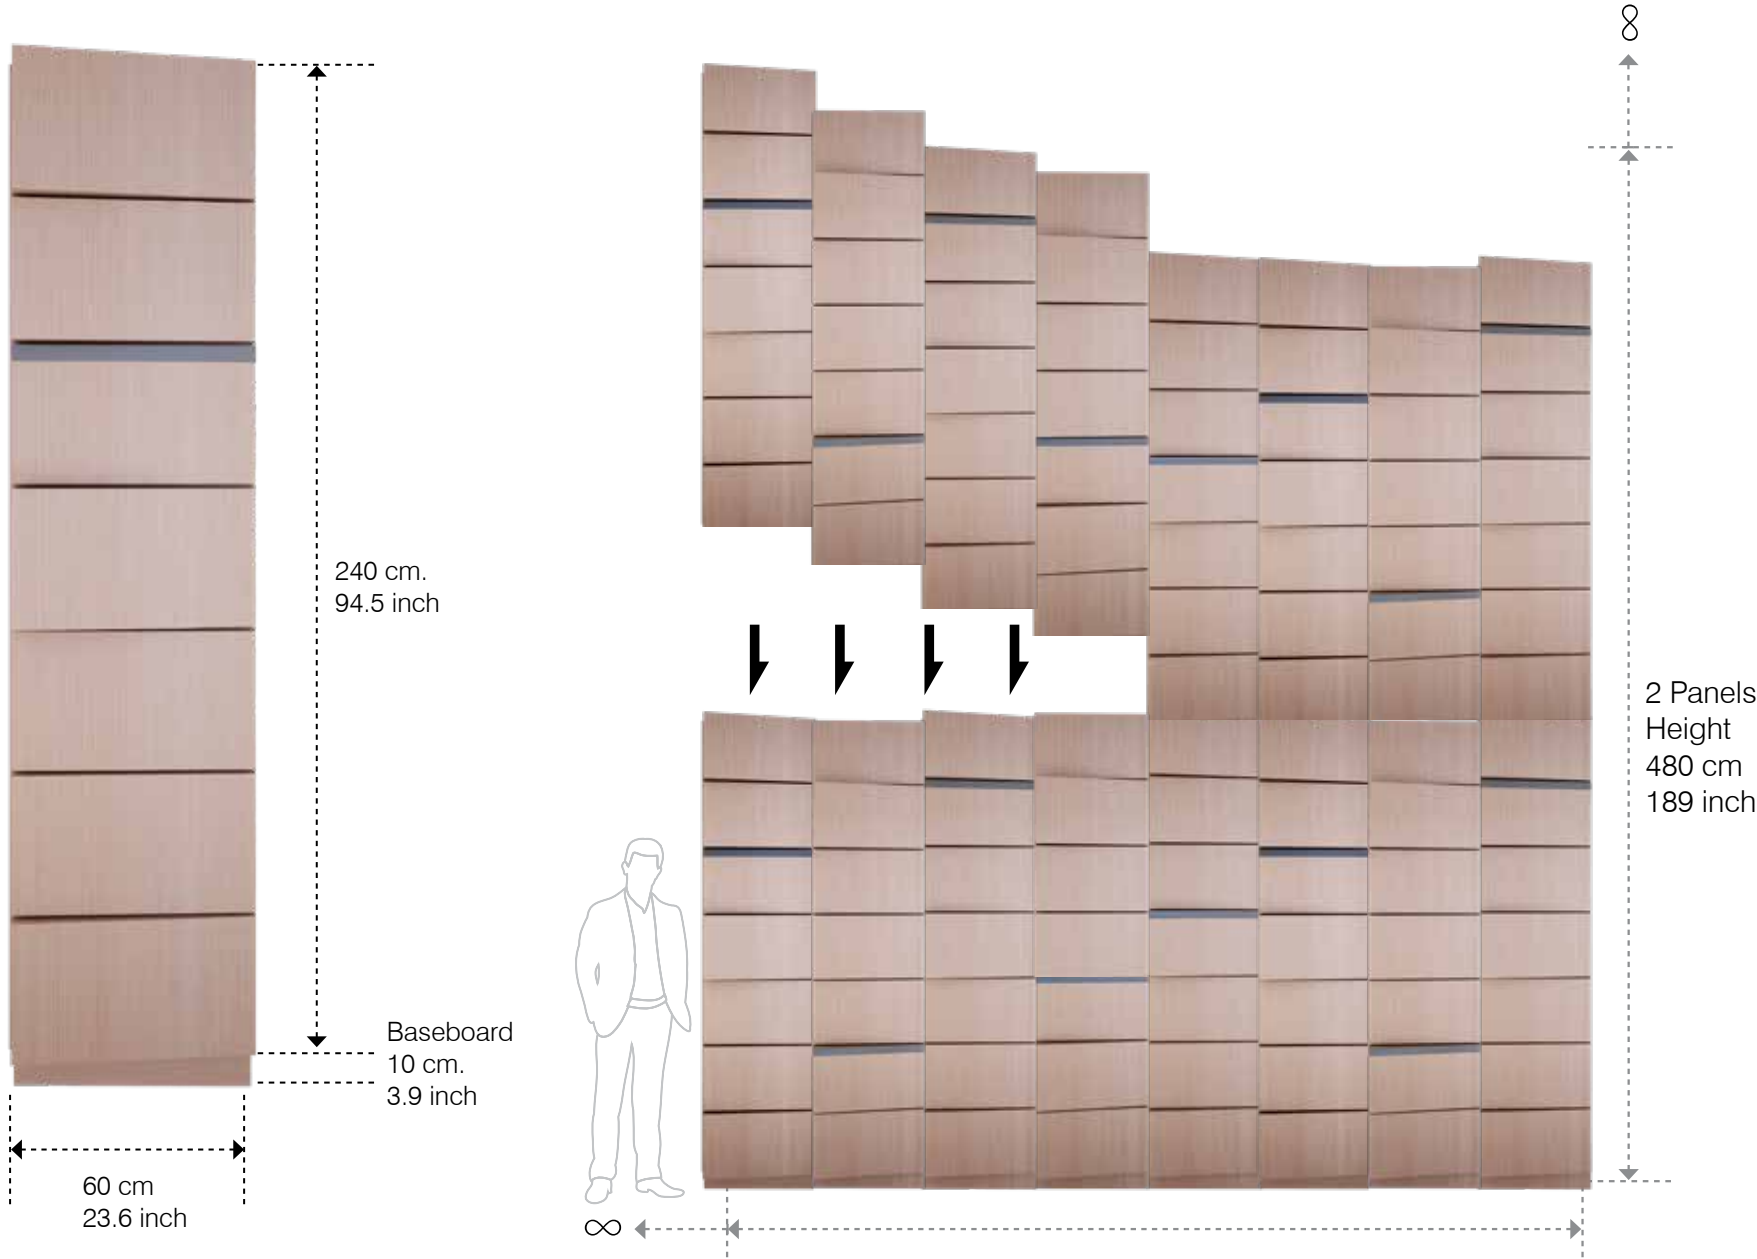 ∞
240 cm.
94.5 inch
2 Panels
Height
480 cm
189 inch
Baseboard
10 cm.
3.9 inch
60 cm
23.6 inch
∞